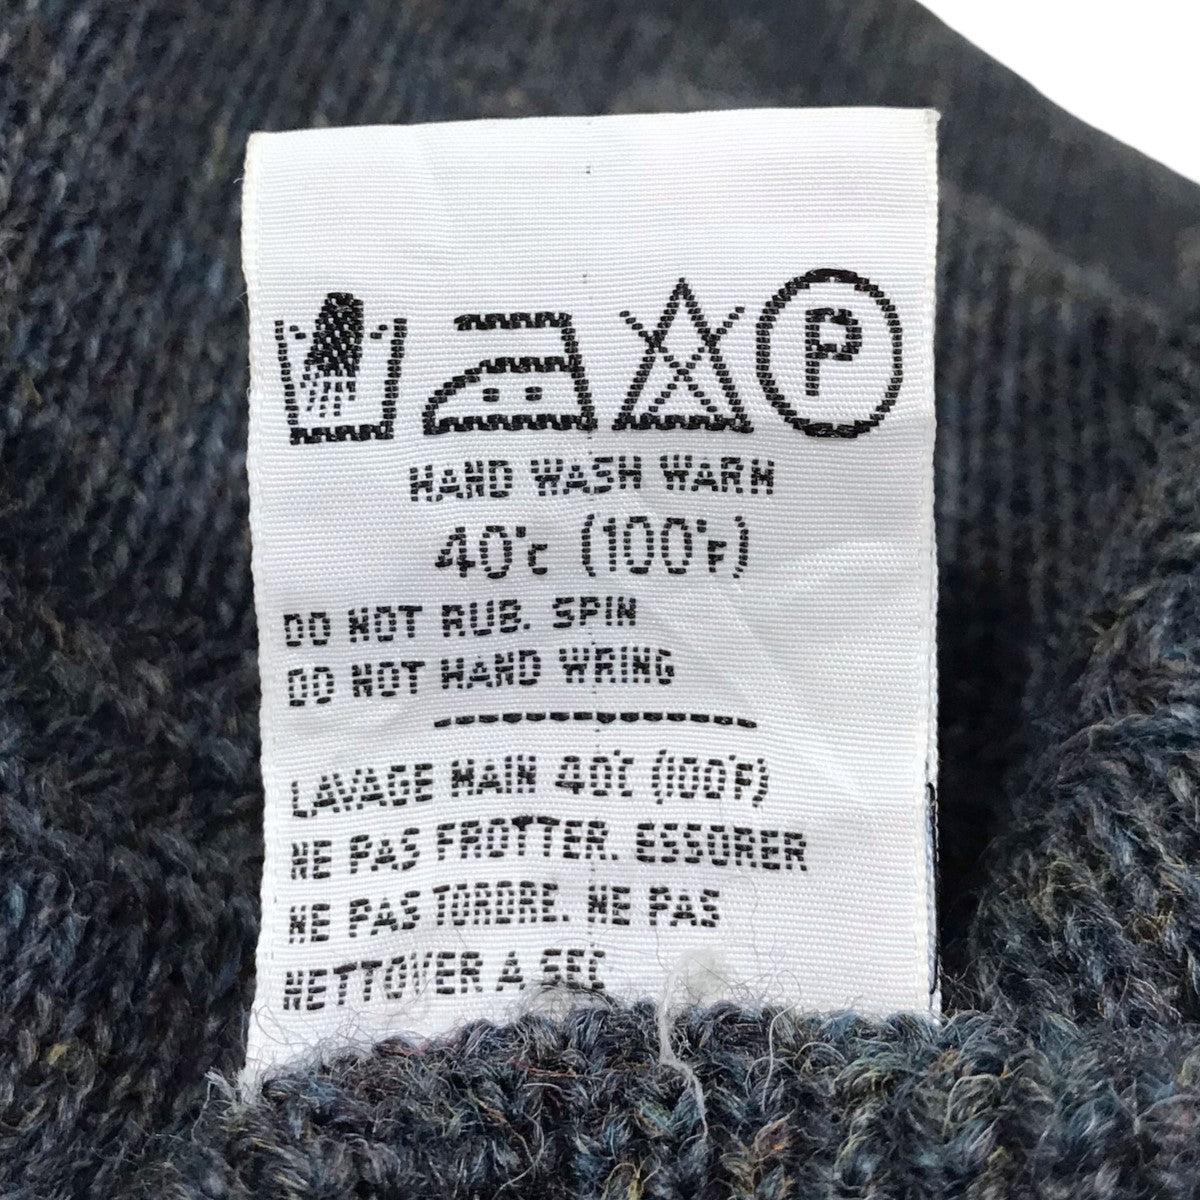 P
HAND WASH WARM
40°C (100°F)
DO NOT RUB. SPIN
DO NOT HAND WRING
LAVAGE MAIN 40°C (100°F)
NE PAS FROTTER. ESSORER
NE PAS TORDRE. NE PAS
NETTOVER A SEC